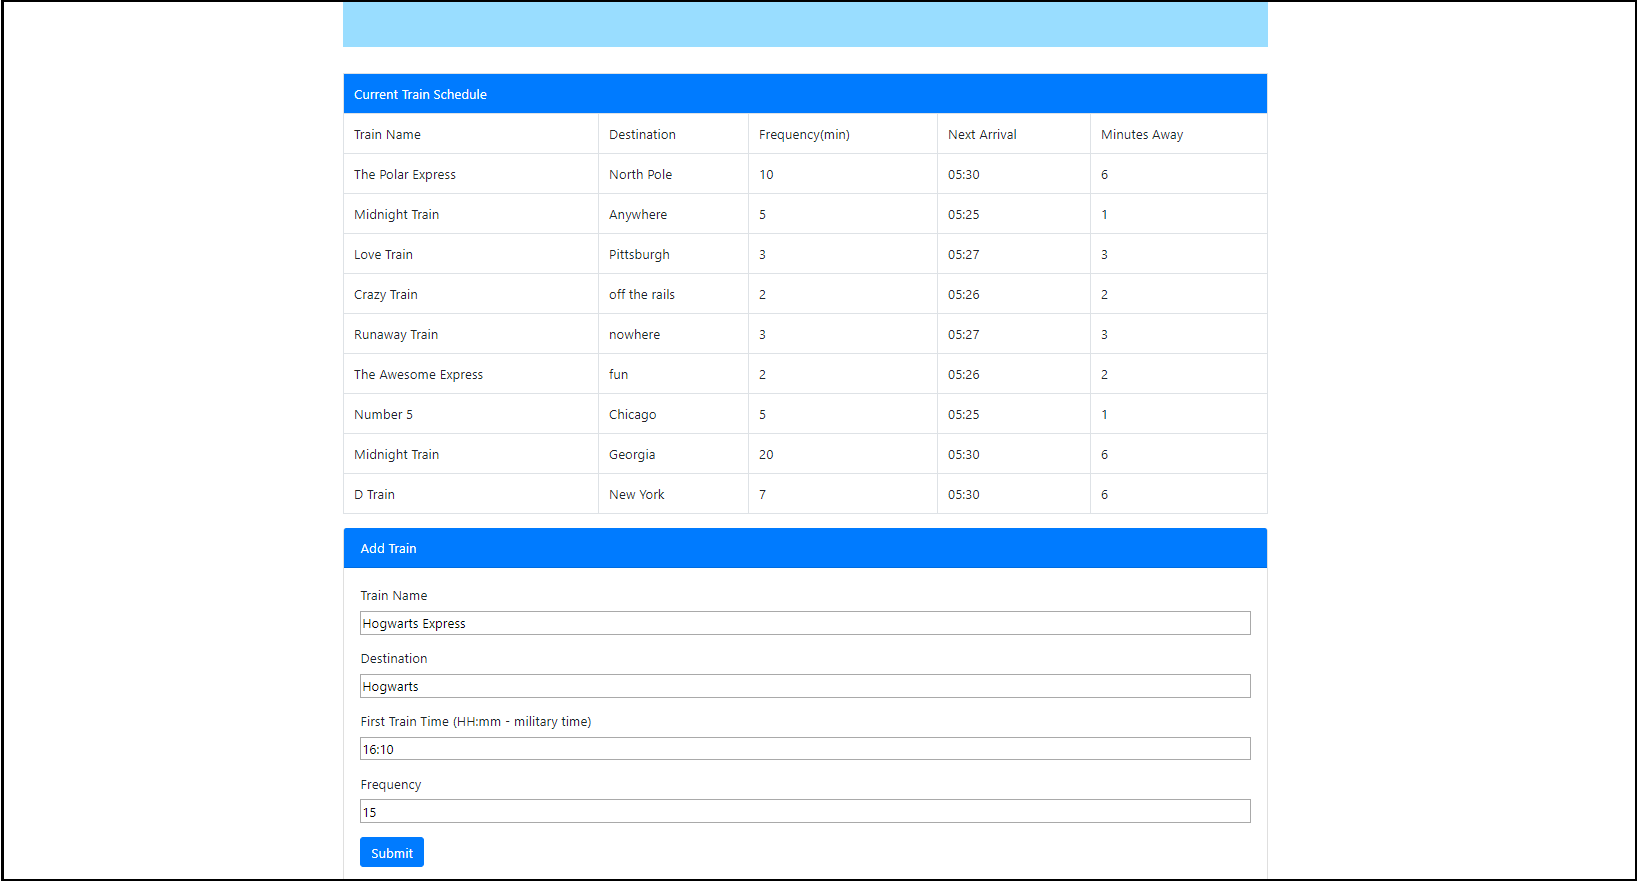 Current Train Schedule
Train Name Destination Frequency(min) Next Arrival Minutes Away
The Polar Express North Pole 10 05:30 6
Midnight Train Anywhere 5 05:25 1
Love Train Pittsburgh 3 05:27 3
Crazy Train off the rails 2 05:26 2
Runaway Train nowhere 3 05:27 3
The Awesome Express fun 2 05:26 2
Number 5 Chicago 5 05:25 1
Midnight Train Georgia 20 05:30 6
D Train New York 7 05:30 6
Add Train
Train Name
Hogwarts Express
Destination
Hogwarts
First Train Time (HH:mm - military time)
16:10
Frequency
15
Submit